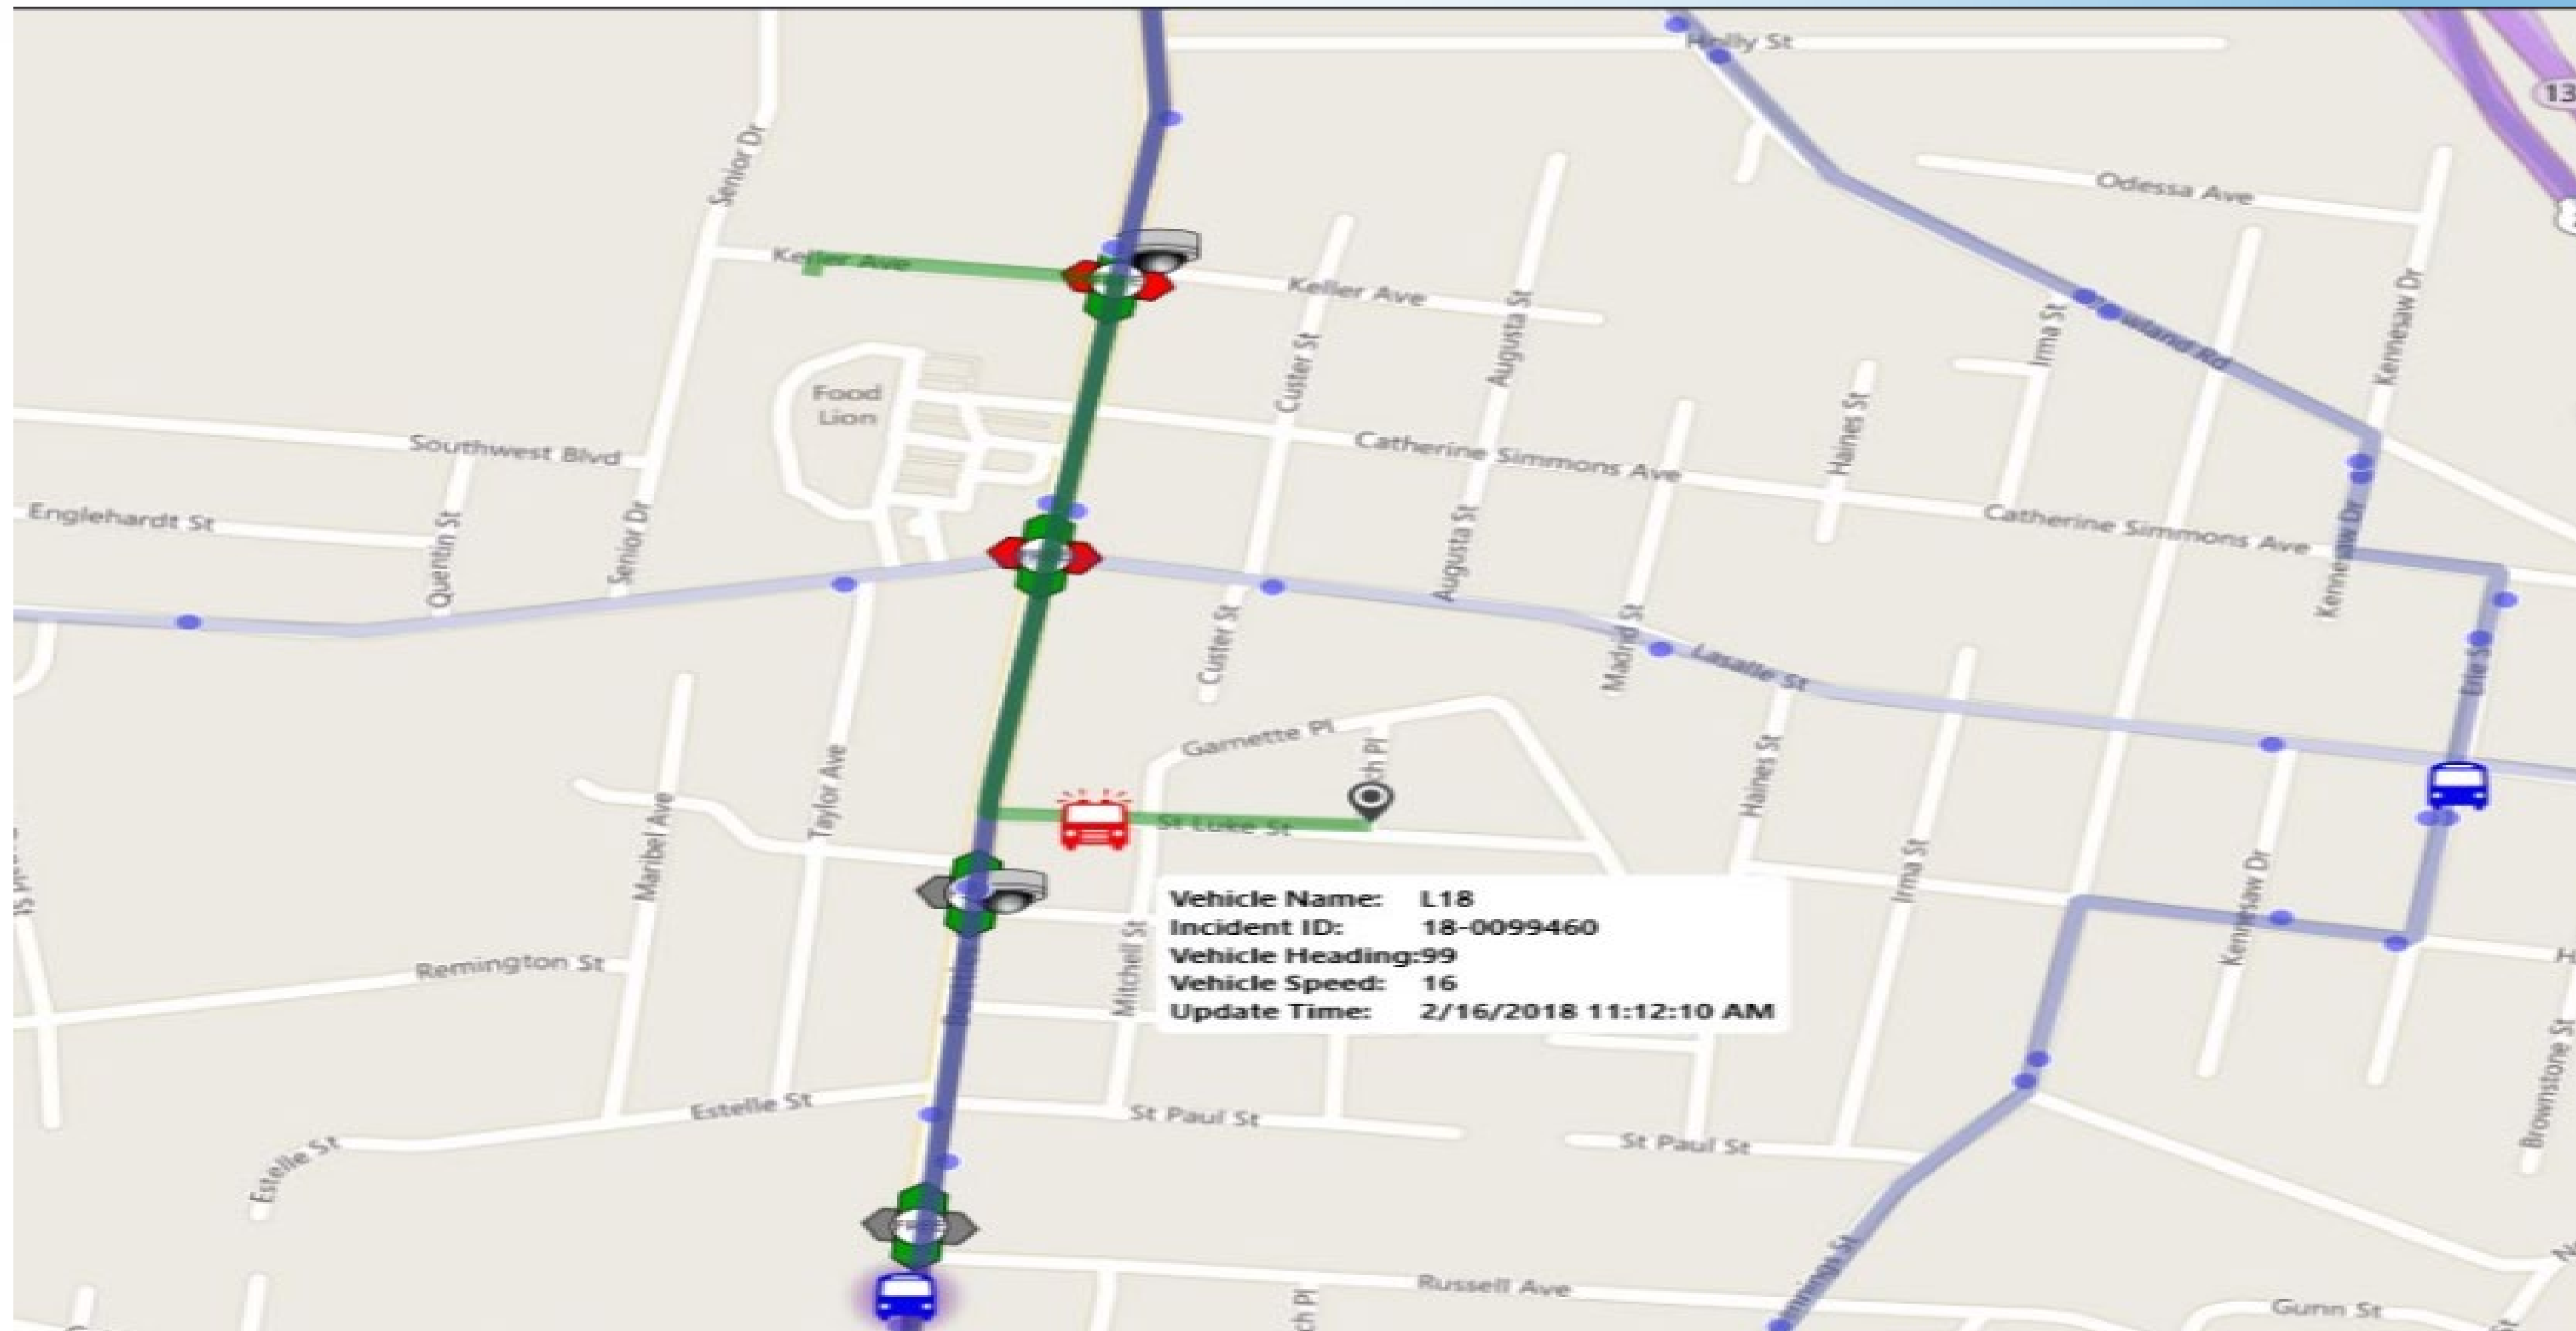 Holly St
13
Senior Dr
Odessa Ave
Keller Ave
Keller Ave
Kennesaw Dr
Custer St
Augusta St
Irma St
Food
Lion
Haines St
Southwest Blvd
Catherine Simmons Ave
Englehardt St
Catherine Simmons Ave
Quentin St
Senior Dr
Augusta St
Kennesaw Dr
Custer St
Madrid St
Lasalle St
Erie St
Garnette Pl
Haines St
Taylor Ave
Maribel Ave
St Luke St
Irma St
Kennesaw Dr
Vehicle Name: L18
Incident ID: 18-0099460
Vehicle Heading:99
Vehicle Speed: 16
Update Time: 2/16/2018 11:12:10 AM
Mitchell St
Remington St
Brownstone St
Estelle St
St Paul St
St Paul St
Estelle St
Russell Ave
Gunn St